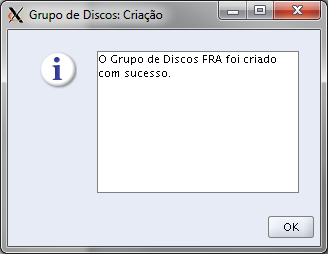 Grupo de Discos: Criação
O Grupo de Discos FRA foi criado
com sucesso.
OK